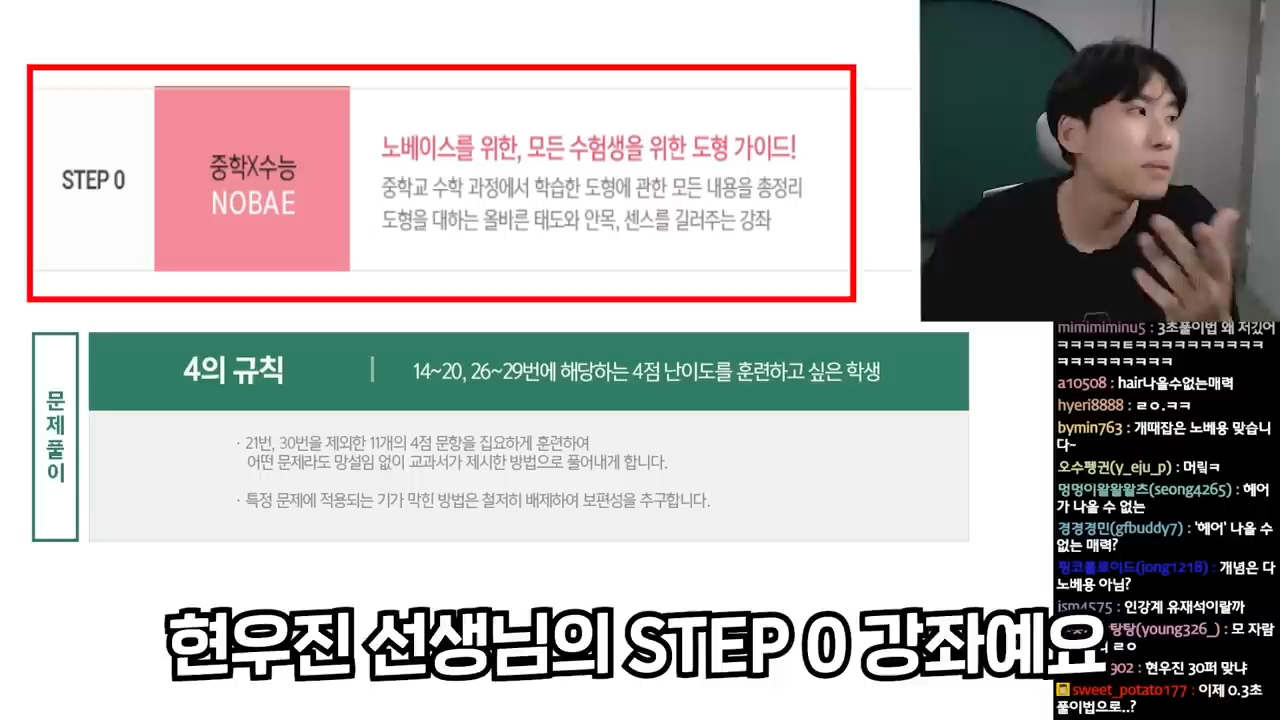 STEP 0
중학X수능
NOBAE
노베이스를 위한, 모든 수험생을 위한 도형 가이드!
중학교 수학 과정에서 학습한 도형에 관한 모든 내용을 총정리
도형을 대하는 올바른 태도와 안목, 센스를 길러주는 강좌
문제풀이
4의 규칙
14~20, 26~29번에 해당하는 4점 난이도를 훈련하고 싶은 학생
· 21번, 30번을 제외한 11개의 4점 문항을 집요하게 훈련하여
어떤 문제라도 망설임 없이 교과서가 제시한 방법으로 풀어내게 합니다.
· 특정 문제에 적용되는 기가 막힌 방법은 철저히 배제하여 보편성을 추구합니다.
mimimiminu5 : 3초풀이법 왜 저깄어
ㅋㅋㅋㅋㅋㅌㅋㅋㅋㅋㅋㅋㅋㅋㅋㅋ
ㅋㅋㅋㅋㅋㅋㅋㅋㅋ
a10508 : hair나올수없는매력
hyeri8888 : ㄹㅇ.ㅋㅋ
bymin763 : 개때잡은 노베용 맞습니
다~
오수펭귄(y_eju_p) : 머릭ㅋ
멍멍이왈왈왈츠(seong4265) : 헤어
가 나올 수 없는
경경경민(gfbuddy7) : '헤어' 나올 수
없는 매력?
핑코롤로이드(jong1218) : 개념은 다
노베용 아님?
jsm4575 : 인강계 유재석이랄까
탕탕(young326_) : 모 자람
ㄹㅇ
902 : 현우진 30퍼 맞냐
sweet_potato177 : 이제 0.3초
풀이법으로..?
현우진 선생님의 STEP 0 강좌예요